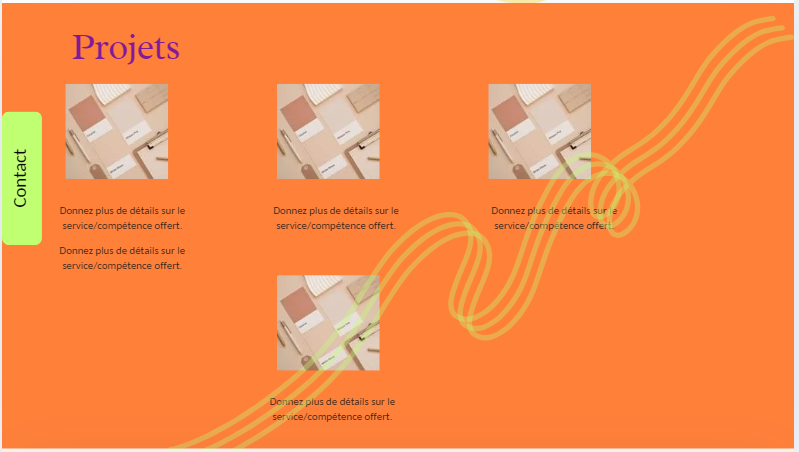 Projets
Contact
Donnez plus de détails sur le
service/compétence offert.
Donnez plus de détails sur le
service/compétence offert.
Donnez plus de détails sur le
service/compétence offert.
Donnez plus de détails sur le
service/compétence offert.
Donnez plus de détails sur le
service/compétence offert.